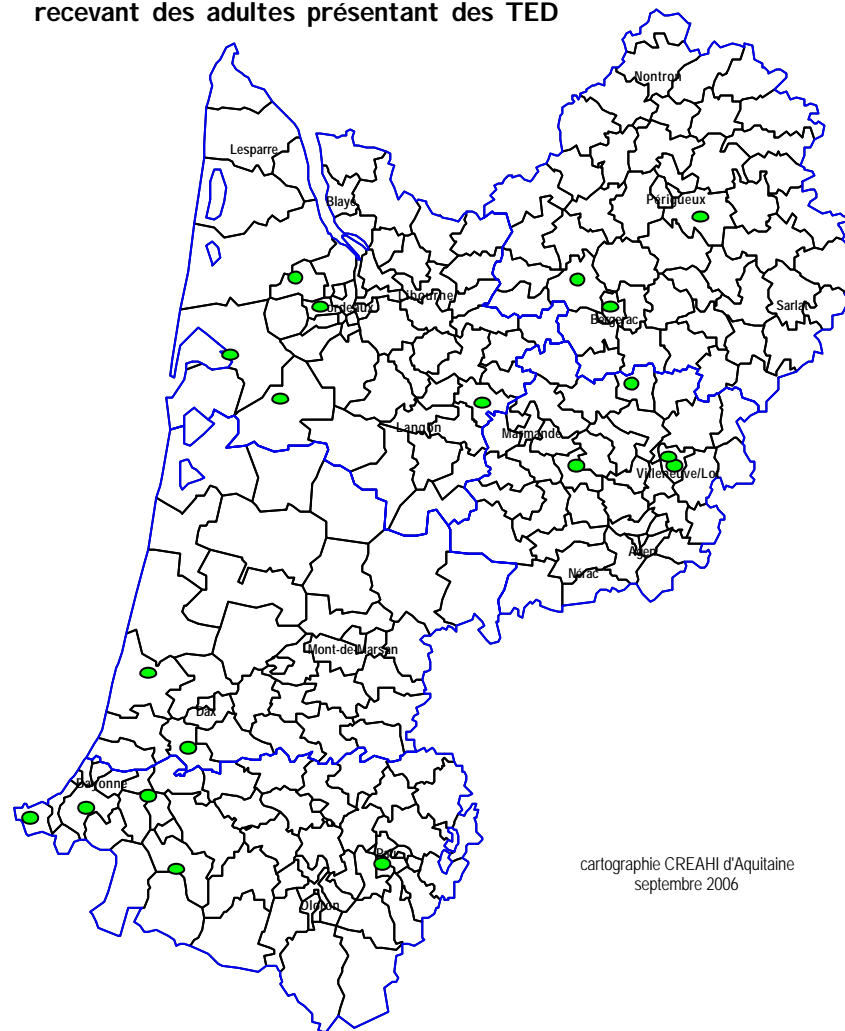 recevant des adultes présentant des TED
Nontron
Lesparre
Blaye
Périgueux
Libourne
Bordeaux
Sarlat
Bergerac
Langon
Marmande
Villeneuve/Lot
Agen
Nérac
Mont-de-Marsan
Dax
Bayonne
Pau
Oloron
cartographie CREAHI d'Aquitaine
septembre 2006